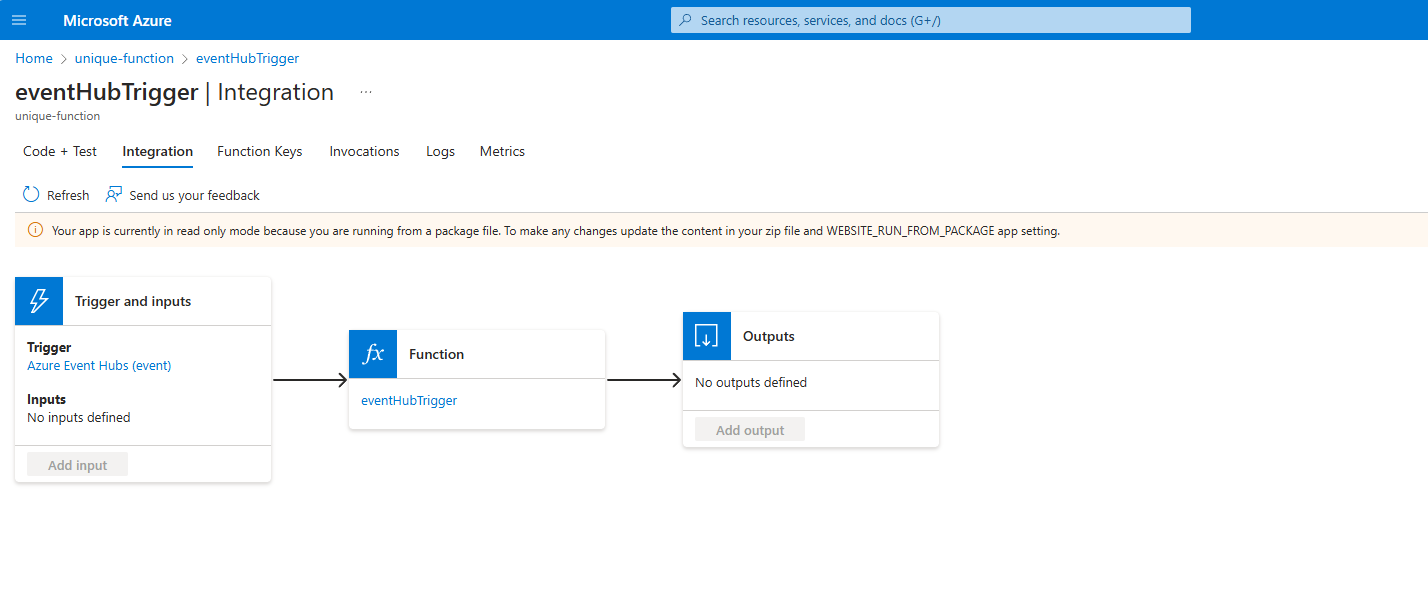 Microsoft Azure
Search resources, services, and docs (G+/)
Home > unique-function > eventHubTrigger
eventHubTrigger | Integration ...
unique-function
Code + Test Integration Function Keys Invocations Logs Metrics
Refresh Send us your feedback
Your app is currently in read only mode because you are running from a package file. To make any changes update the content in your zip file and WEBSITE_RUN_FROM_PACKAGE app setting.
Trigger and inputs
Trigger
Azure Event Hubs (event)
Inputs
No inputs defined
Add input
fx Function
eventHubTrigger
Outputs
No outputs defined
Add output